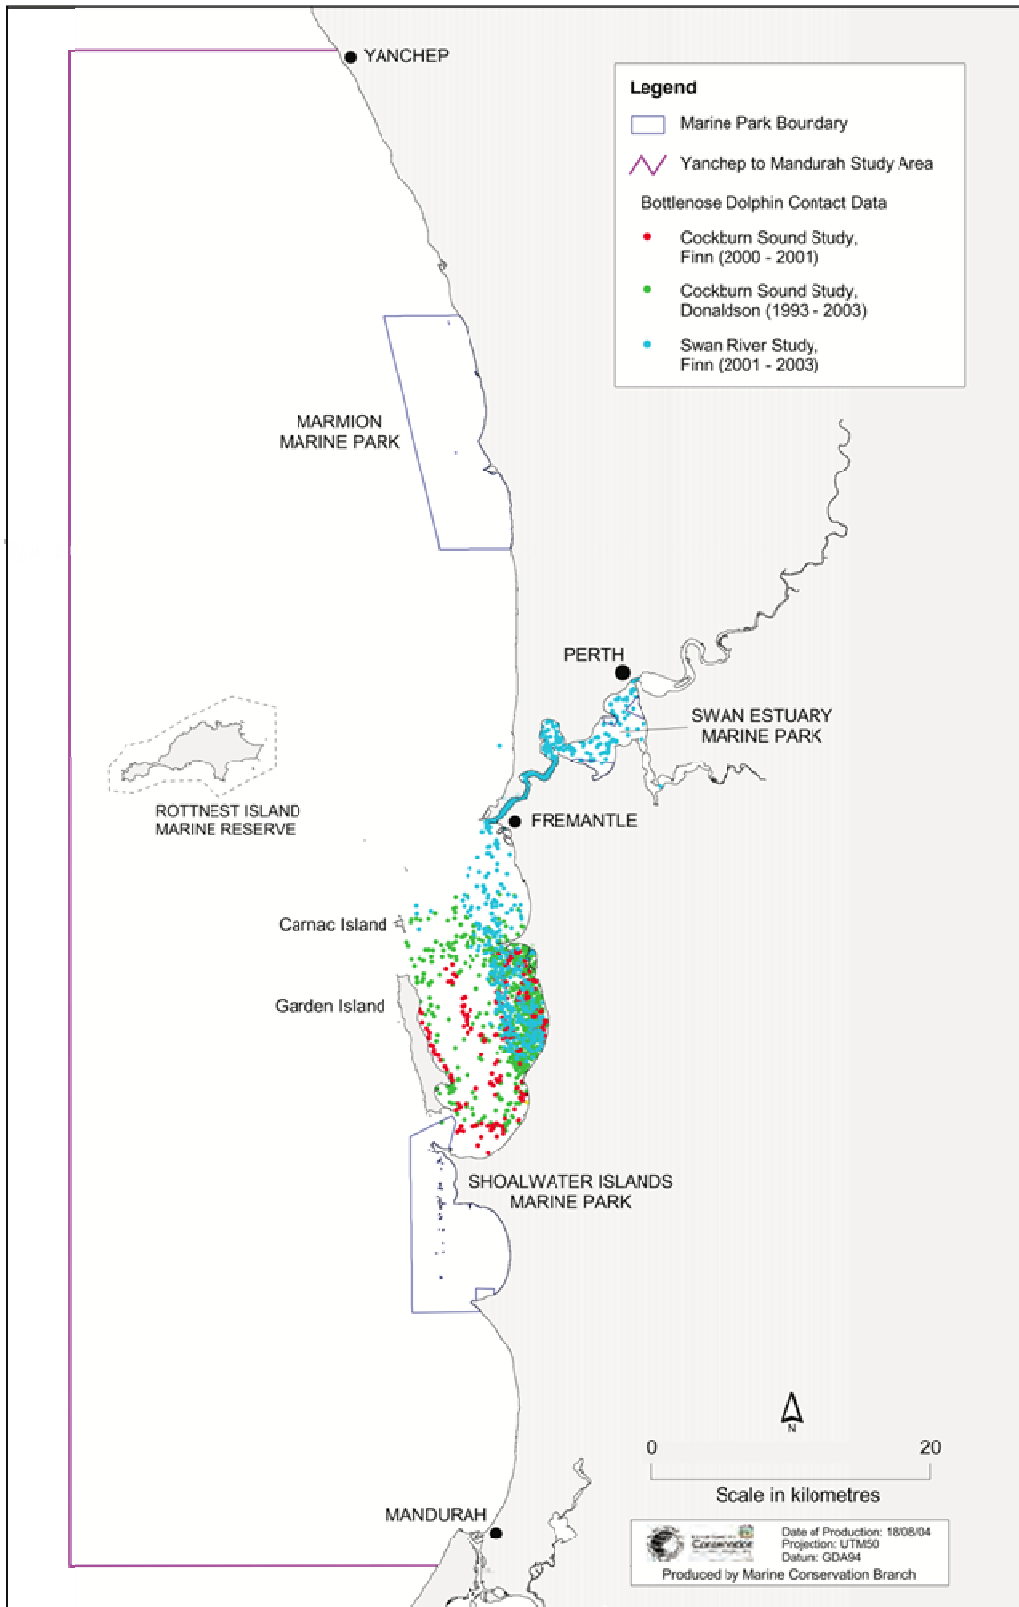 YANCHEP
Legend
Marine Park Boundary
Yanchep to Mandurah Study Area
Bottlenose Dolphin Contact Data
Cockburn Sound Study,
Finn (2000 - 2001)
Cockburn Sound Study,
Donaldson (1993 - 2003)
Swan River Study,
Finn (2001 - 2003)
MARMION
MARINE PARK
PERTH
SWAN ESTUARY
MARINE PARK
ROTTNEST ISLAND
MARINE RESERVE
FREMANTLE
Carnac Island
Garden Island
SHOALWATER ISLANDS
MARINE PARK
N
0 20
Scale in kilometres
MANDURAH
Conservation
Date of Production: 18/08/04
Projection: UTM50
Datum: GDA94
Produced by Marine Conservation Branch